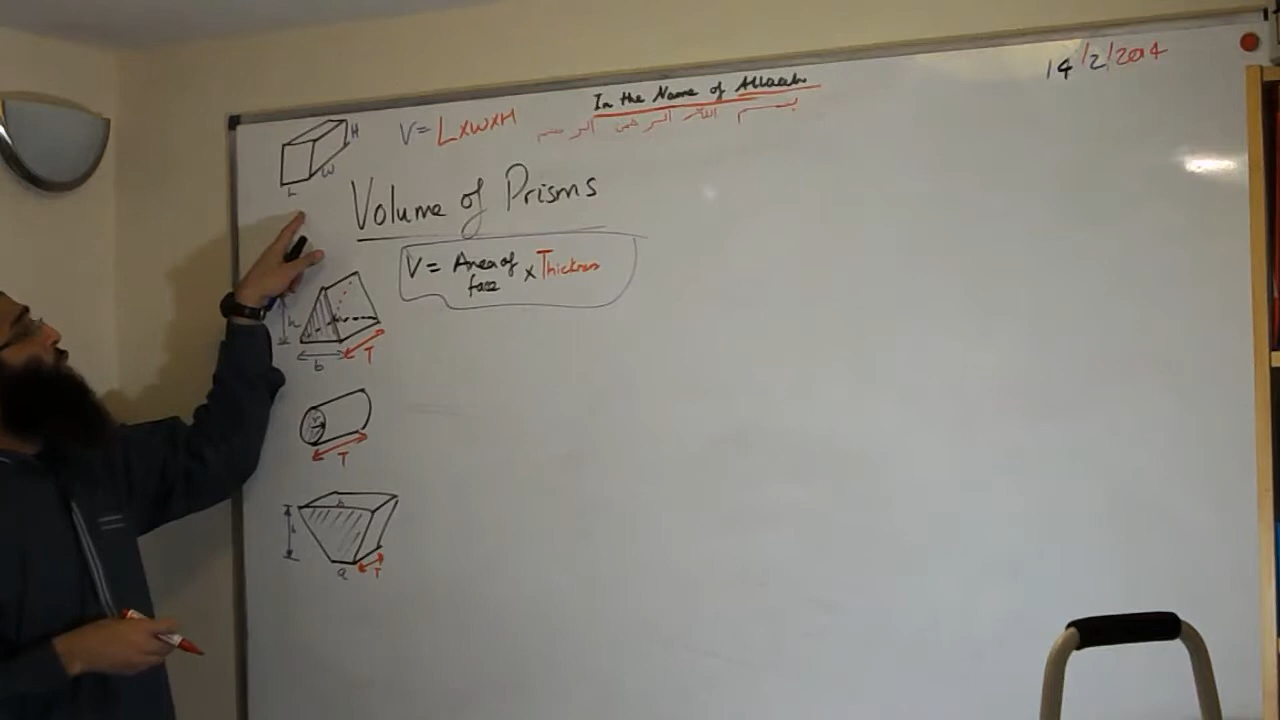 14/2/2014
In the Name of Allaah
بسم الله الرحمن الرحيم
V = LxWxH
H
W
L
Volume of Prisms
V = Area of face x Thickness
h
b
T
r
T
b
h
a
T